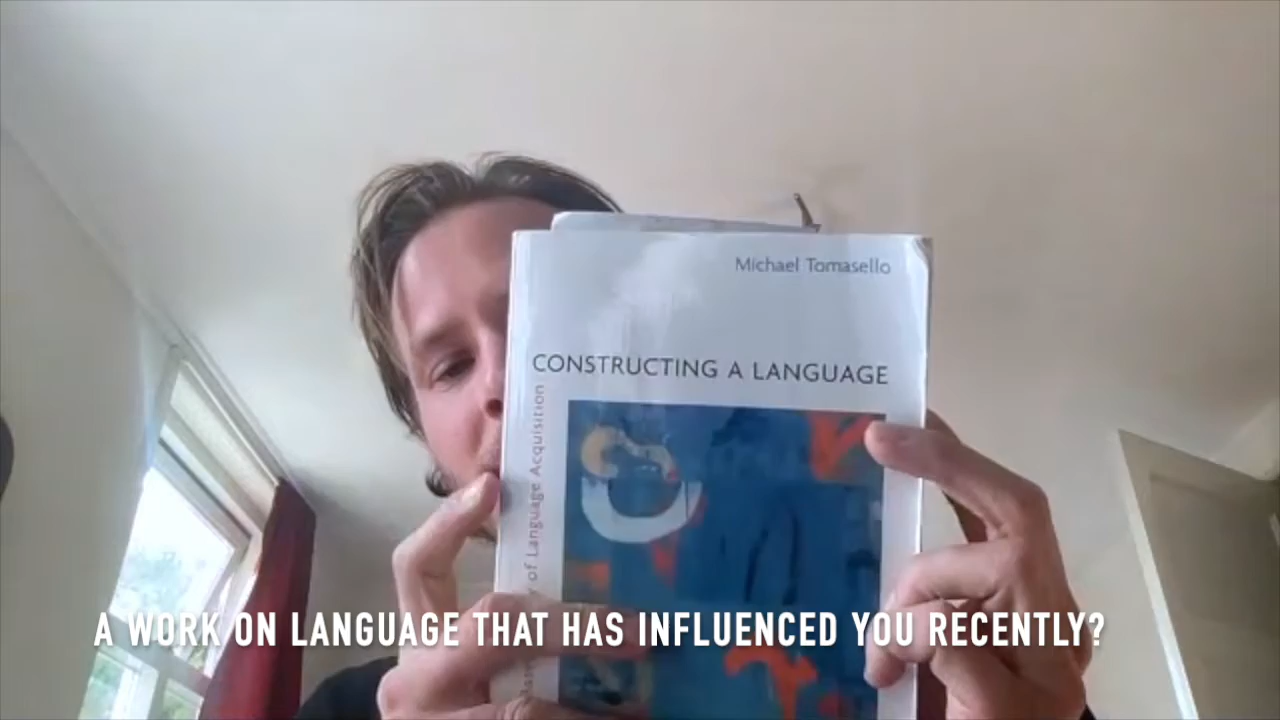 Michael Tomasello
CONSTRUCTING A LANGUAGE
of Language Acquisition
A WORK ON LANGUAGE THAT HAS INFLUENCED YOU RECENTLY?